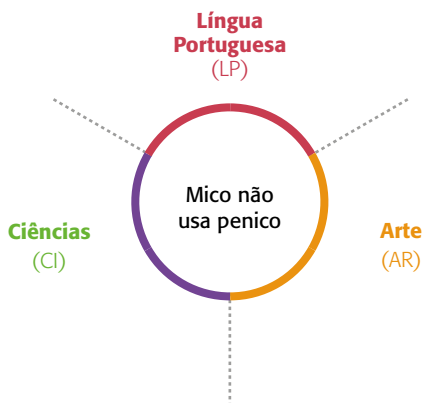 Língua
Portuguesa
(LP)
Mico não
usa penico
Ciências
(CI)
Arte
(AR)